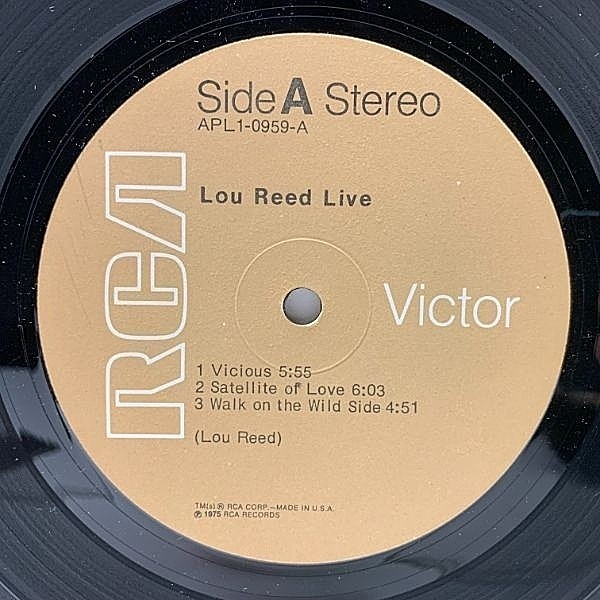 Side A Stereo
APL1-0959-A
Lou Reed Live
RCA
Victor
1 Vicious 5:55
2 Satellite of Love 6:03
3 Walk on the Wild Side 4:51
(Lou Reed)
TM(s) ® RCA CORP.—MADE IN U.S.A.
℗ 1975 RCA RECORDS